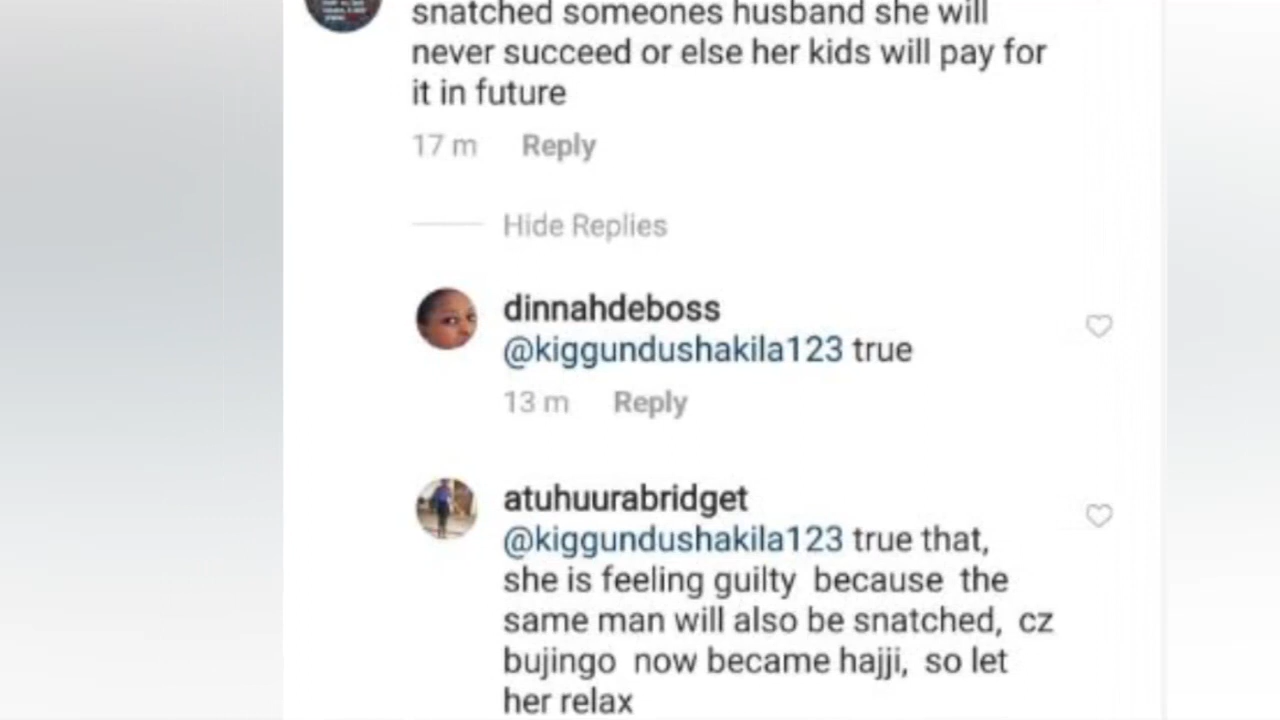 snatched someones husband she will
never succeed or else her kids will pay for
it in future
17 m Reply
Hide Replies
dinnahdeboss
@kiggundushakila123 true
13 m Reply
atuhuurabridget
@kiggundushakila123 true that,
she is feeling guilty because the
same man will also be snatched, cz
bujingo now became hajji, so let
her relax